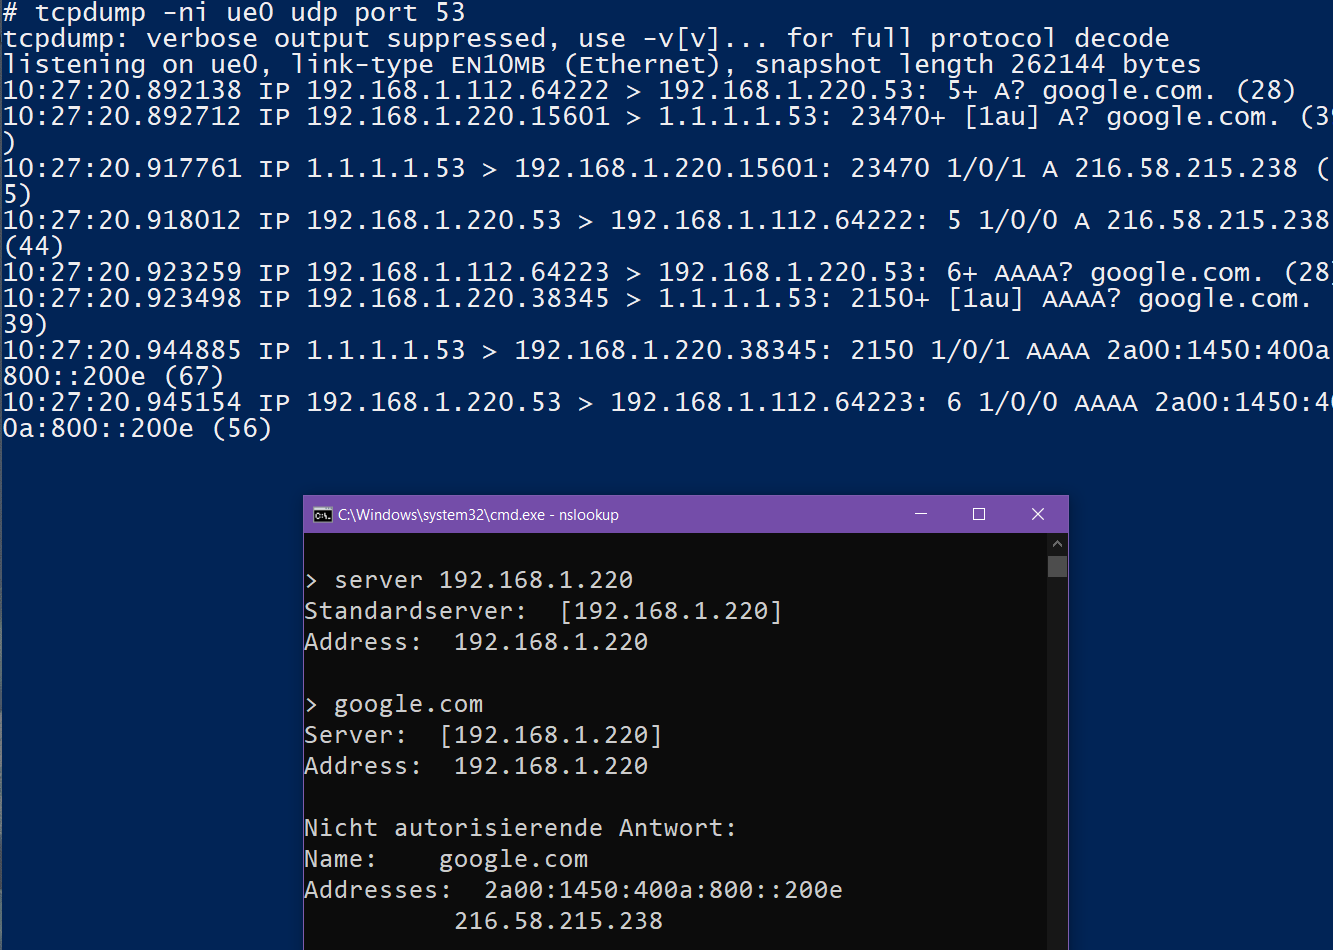 # tcpdump -ni ue0 udp port 53
tcpdump: verbose output suppressed, use -v[v]... for full protocol decode
listening on ue0, link-type EN10MB (Ethernet), snapshot length 262144 bytes
10:27:20.892138 IP 192.168.1.112.64222 > 192.168.1.220.53: 5+ A? google.com. (28)
10:27:20.892712 IP 192.168.1.220.15601 > 1.1.1.1.53: 23470+ [1au] A? google.com. (39
)
10:27:20.917761 IP 1.1.1.1.53 > 192.168.1.220.15601: 23470 1/0/1 A 216.58.215.238 (
5)
10:27:20.918012 IP 192.168.1.220.53 > 192.168.1.112.64222: 5 1/0/0 A 216.58.215.238
(44)
10:27:20.923259 IP 192.168.1.112.64223 > 192.168.1.220.53: 6+ AAAA? google.com. (28)
10:27:20.923498 IP 192.168.1.220.38345 > 1.1.1.1.53: 2150+ [1au] AAAA? google.com.
39)
10:27:20.944885 IP 1.1.1.1.53 > 192.168.1.220.38345: 2150 1/0/1 AAAA 2a00:1450:400a
800::200e (67)
10:27:20.945154 IP 192.168.1.220.53 > 192.168.1.112.64223: 6 1/0/0 AAAA 2a00:1450:40
0a:800::200e (56)
C:\Windows\system32\cmd.exe - nslookup
> server 192.168.1.220
Standardserver:  [192.168.1.220]
Address:  192.168.1.220
> google.com
Server:  [192.168.1.220]
Address:  192.168.1.220
Nicht autorisierende Antwort:
Name:    google.com
Addresses:  2a00:1450:400a:800::200e
216.58.215.238